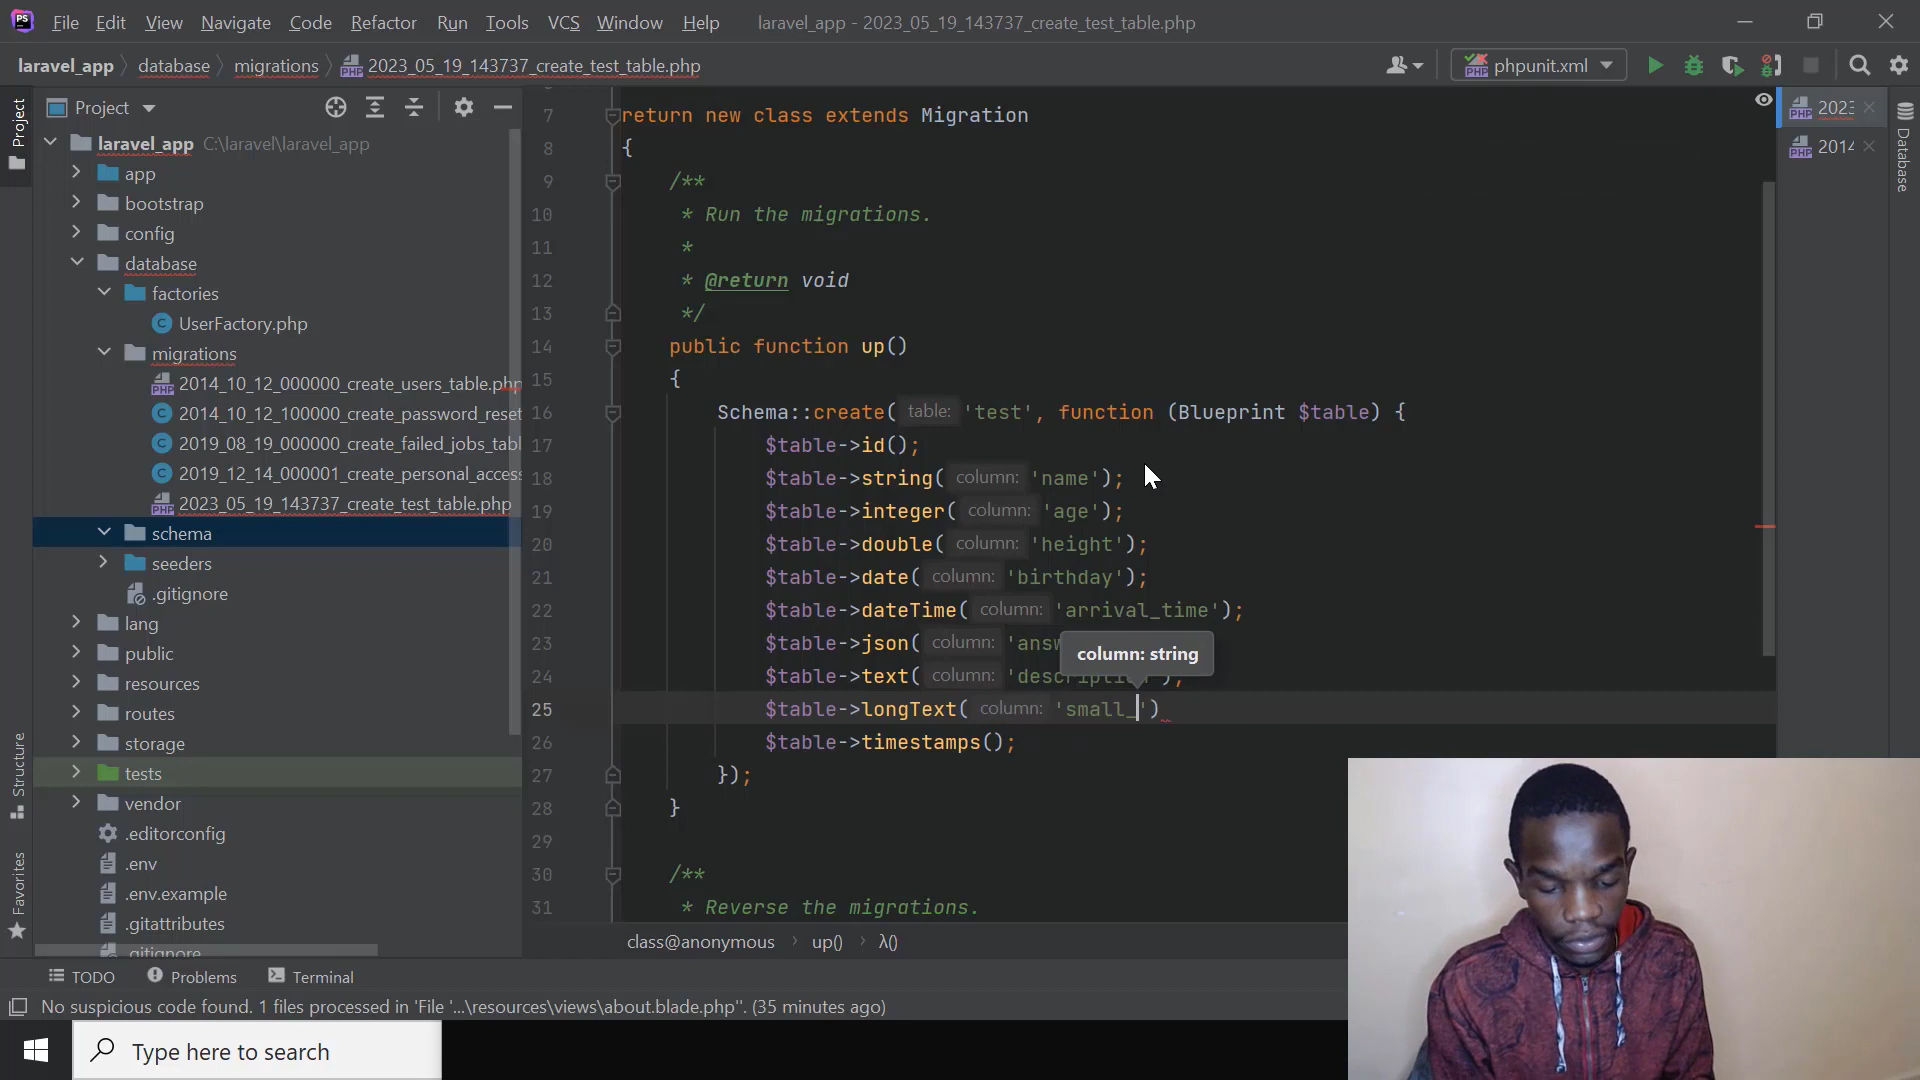 PS File Edit View Navigate Code Refactor Run Tools VCS Window Help laravel_app - 2023_05_19_143737_create_test_table.php
laravel_app database migrations 2023_05_19_143737_create_test_table.php phpunit.xml
Project
laravel_app C:\laravel\laravel_app
app
bootstrap
config
database
factories
UserFactory.php
migrations
2014_10_12_000000_create_users_table.php
2014_10_12_100000_create_password_reset
2019_08_19_000000_create_failed_jobs_tabl
2019_12_14_000001_create_personal_access
2023_05_19_143737_create_test_table.php
schema
seeders
.gitignore
lang
public
resources
routes
storage
tests
vendor
.editorconfig
.env
.env.example
.gitattributes
.gitignore
Project
Structure
Favorites
7 return new class extends Migration
8 {
9 /**
10 * Run the migrations.
11 *
12 * @return void
13 */
14 public function up()
15 {
16 Schema::create( table: 'test', function (Blueprint $table) {
17 $table->id();
18 $table->string( column: 'name');
19 $table->integer( column: 'age');
20 $table->double( column: 'height');
21 $table->date( column: 'birthday');
22 $table->dateTime( column: 'arrival_time');
23 $table->json( column: 'answ
column: string
24 $table->text( column: 'description');
25 $table->longText( column: 'small_')
26 $table->timestamps();
27 });
28 }
29
30 /**
31 * Reverse the migrations.
class@anonymous up() λ()
2023
2014
Database
TODO Problems Terminal
No suspicious code found. 1 files processed in 'File '...\resources\views\about.blade.php''. (35 minutes ago)
Type here to search